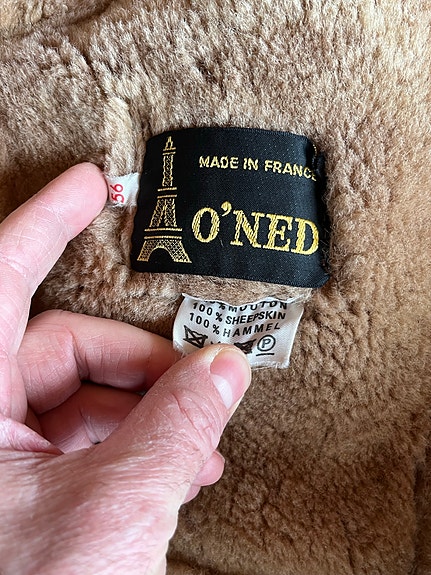 MADE IN FRANCE
O'NED
56
100% MOUTON
100% SHEEPSKIN
100% HAMMEL
P